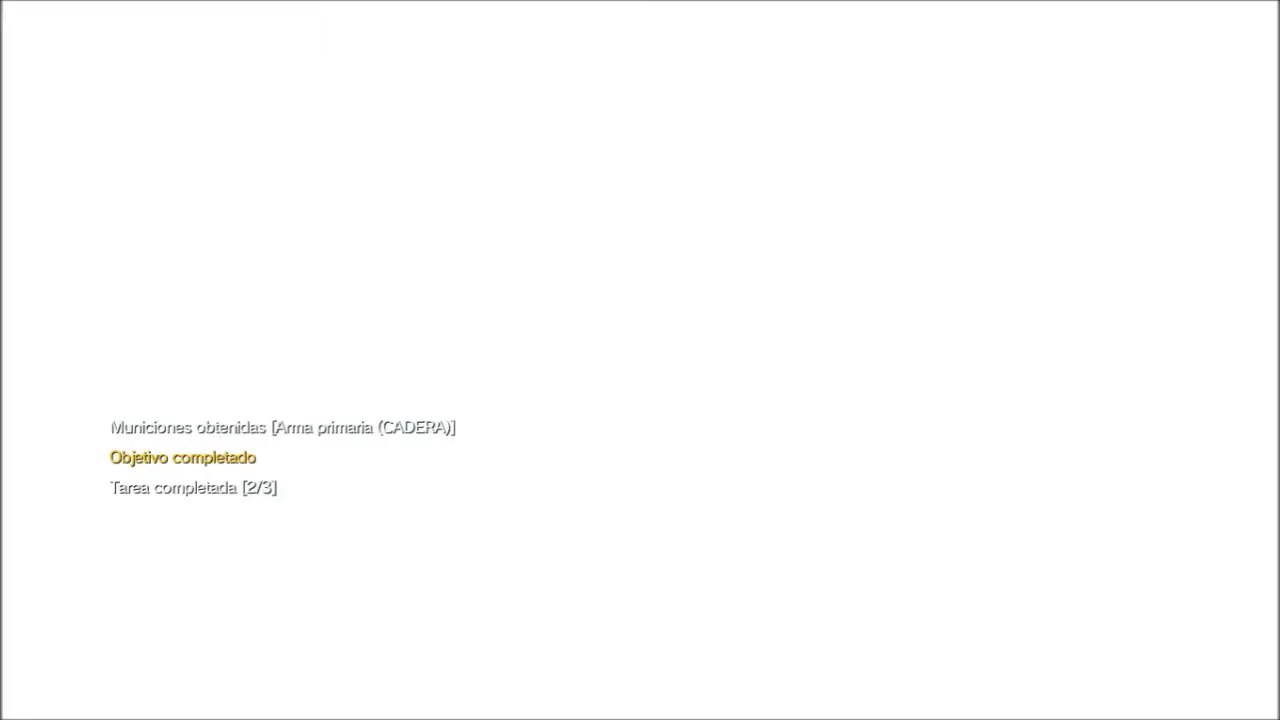 Municiones obtenidas [Arma primaria (CADERA)]
Objetivo completado
Tarea completada [2/3]